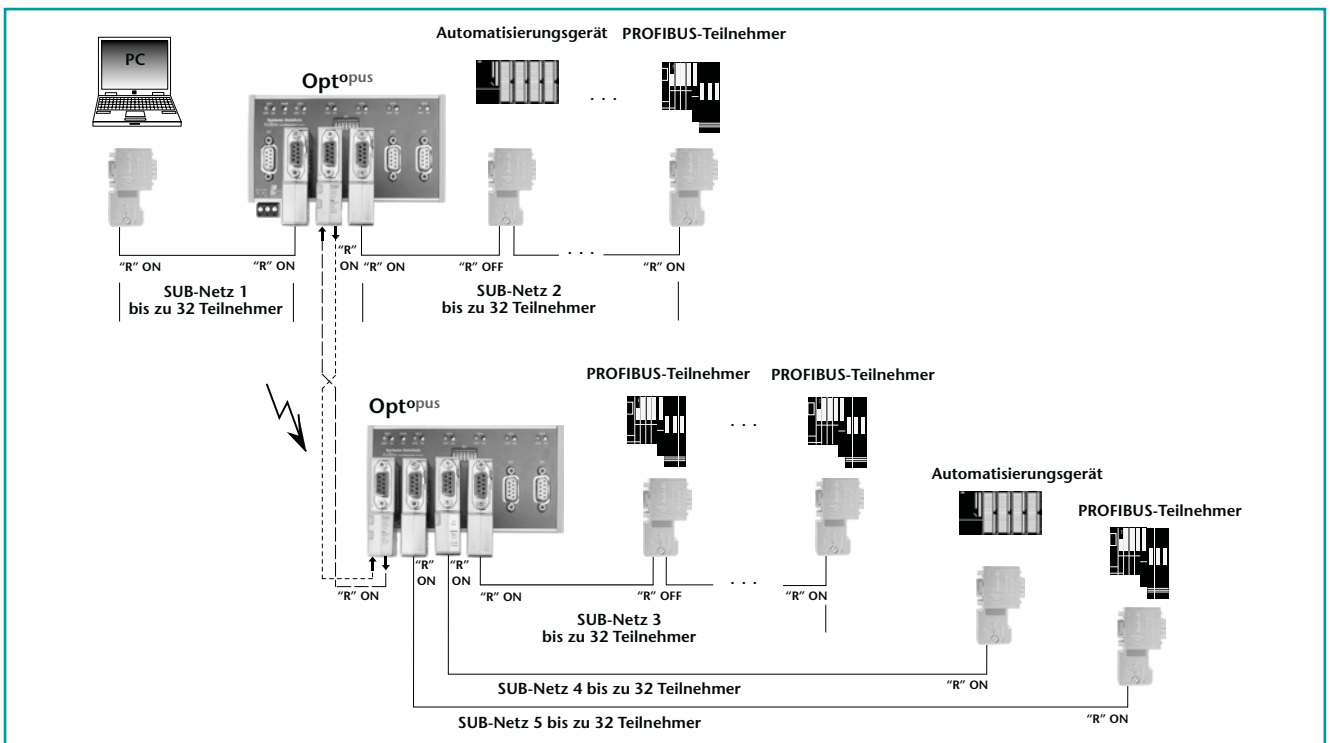 Automatisierungsgerät PROFIBUS-Teilnehmer
PC
Optopus
. . .
"R" ON
"R" ON
"R" ON
"R" ON
"R" OFF
. . .
"R" ON
SUB-Netz 1
bis zu 32 Teilnehmer
SUB-Netz 2
bis zu 32 Teilnehmer
PROFIBUS-Teilnehmer PROFIBUS-Teilnehmer
Optopus
. . .
Automatisierungsgerät
PROFIBUS-Teilnehmer
"R" ON
"R" ON
"R" ON
"R" ON
"R" OFF
. . .
"R" ON
SUB-Netz 3
bis zu 32 Teilnehmer
SUB-Netz 4 bis zu 32 Teilnehmer
"R" ON
SUB-Netz 5 bis zu 32 Teilnehmer
"R" ON